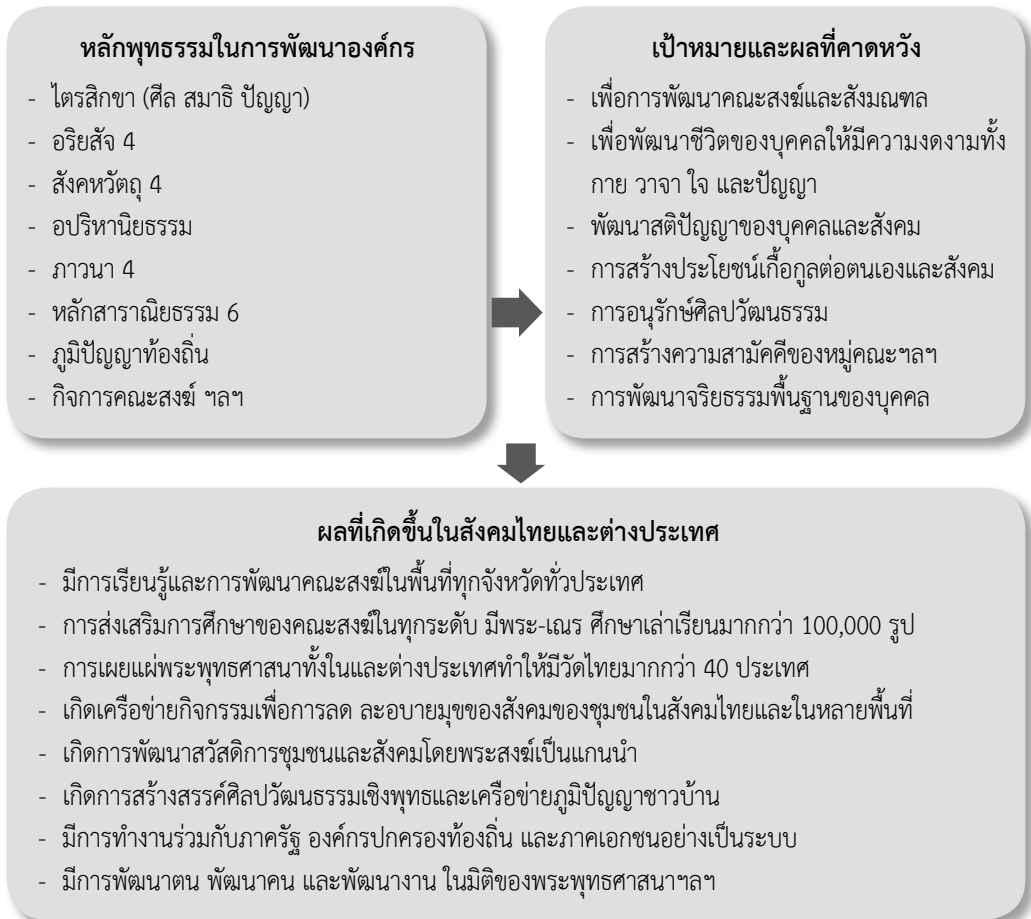 หลักพุทธรรมในการพัฒนาองค์กร
- ไตรสิกขา (ศีล สมาธิ ปัญญา)
- อริยสัจ 4
- สังคหวัตถุ 4
- อปริหานิยธรรม
- ภาวนา 4
- หลักสาราณิยธรรม 6
- ภูมิปัญญาท้องถิ่น
- กิจการคณะสงฆ์ ฯลฯ
เป้าหมายและผลที่คาดหวัง
- เพื่อการพัฒนาคณะสงฆ์และสังมณฑล
- เพื่อพัฒนาชีวิตของบุคคลให้มีความงดงามทั้ง
กาย วาจา ใจ และปัญญา
- พัฒนาสติปัญญาของบุคคลและสังคม
- การสร้างประโยชน์เกื้อกูลต่อตนเองและสังคม
- การอนุรักษ์ศิลปวัฒนธรรม
- การสร้างความสามัคคีของหมู่คณะฯลฯ
- การพัฒนาจริยธรรมพื้นฐานของบุคคล
ผลที่เกิดขึ้นในสังคมไทยและต่างประเทศ
- มีการเรียนรู้และการพัฒนาคณะสงฆ์ในพื้นที่ทุกจังหวัดทั่วประเทศ
- การส่งเสริมการศึกษาของคณะสงฆ์ในทุกระดับ มีพระ-เณร ศึกษาเล่าเรียนมากกว่า 100,000 รูป
- การเผยแผ่พระพุทธศาสนาทั้งในและต่างประเทศทำให้มีวัดไทยมากกว่า 40 ประเทศ
- เกิดเครือข่ายกิจกรรมเพื่อการลด ละอบายมุขของสังคมของชุมชนในสังคมไทยและในหลายพื้นที่
- เกิดการพัฒนาสวัสดิการชุมชนและสังคมโดยพระสงฆ์เป็นแกนนำ
- เกิดการสร้างสรรค์ศิลปวัฒนธรรมเชิงพุทธและเครือข่ายภูมิปัญญาชาวบ้าน
- มีการทำงานร่วมกับภาครัฐ องค์กรปกครองท้องถิ่น และภาคเอกชนอย่างเป็นระบบ
- มีการพัฒนาตน พัฒนาคน และพัฒนางาน ในมิติของพระพุทธศาสนาฯลฯ